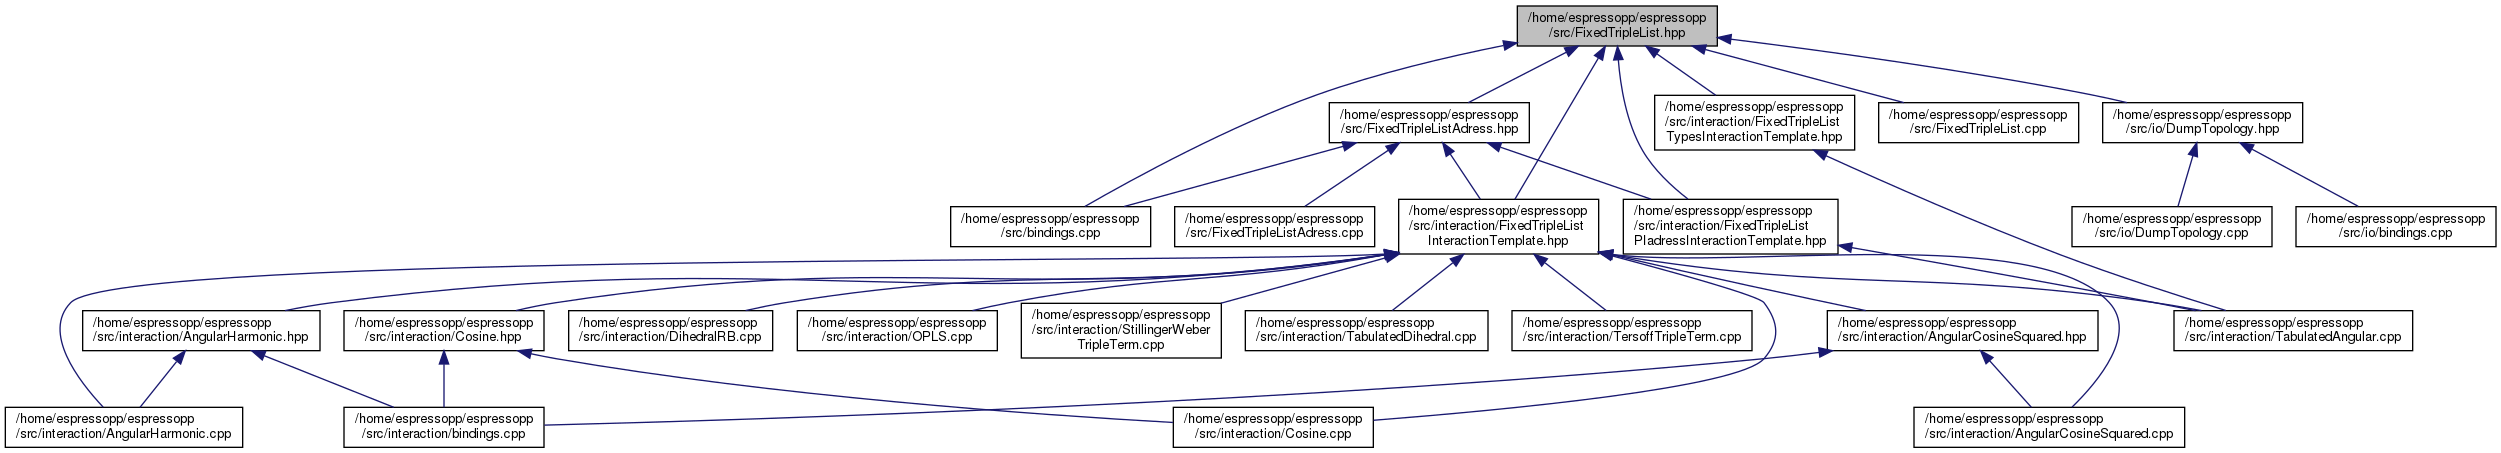 /home/espressopp/espressopp
/src/FixedTripleList.hpp
/home/espressopp/espressopp
/src/FixedTripleListAdress.hpp
/home/espressopp/espressopp
/src/interaction/FixedTripleList
TypesInteractionTemplate.hpp
/home/espressopp/espressopp
/src/FixedTripleList.cpp
/home/espressopp/espressopp
/src/io/DumpTopology.hpp
/home/espressopp/espressopp
/src/bindings.cpp
/home/espressopp/espressopp
/src/FixedTripleListAdress.cpp
/home/espressopp/espressopp
/src/interaction/FixedTripleList
InteractionTemplate.hpp
/home/espressopp/espressopp
/src/interaction/FixedTripleList
PIadressInteractionTemplate.hpp
/home/espressopp/espressopp
/src/io/DumpTopology.cpp
/home/espressopp/espressopp
/src/io/bindings.cpp
/home/espressopp/espressopp
/src/interaction/AngularHarmonic.hpp
/home/espressopp/espressopp
/src/interaction/Cosine.hpp
/home/espressopp/espressopp
/src/interaction/DihedralRB.cpp
/home/espressopp/espressopp
/src/interaction/OPLS.cpp
/home/espressopp/espressopp
/src/interaction/StillingerWeber
TripleTerm.cpp
/home/espressopp/espressopp
/src/interaction/TabulatedDihedral.cpp
/home/espressopp/espressopp
/src/interaction/TersoffTripleTerm.cpp
/home/espressopp/espressopp
/src/interaction/AngularCosineSquared.hpp
/home/espressopp/espressopp
/src/interaction/TabulatedAngular.cpp
/home/espressopp/espressopp
/src/interaction/AngularHarmonic.cpp
/home/espressopp/espressopp
/src/interaction/bindings.cpp
/home/espressopp/espressopp
/src/interaction/Cosine.cpp
/home/espressopp/espressopp
/src/interaction/AngularCosineSquared.cpp